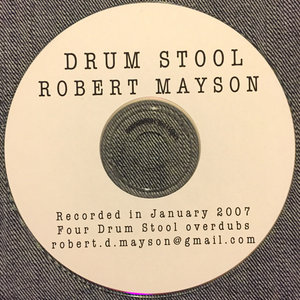 DRUM STOOL
ROBERT MAYSON
Recorded in January 2007
Four Drum Stool overdubs
robert.d.mayson@gmail.com